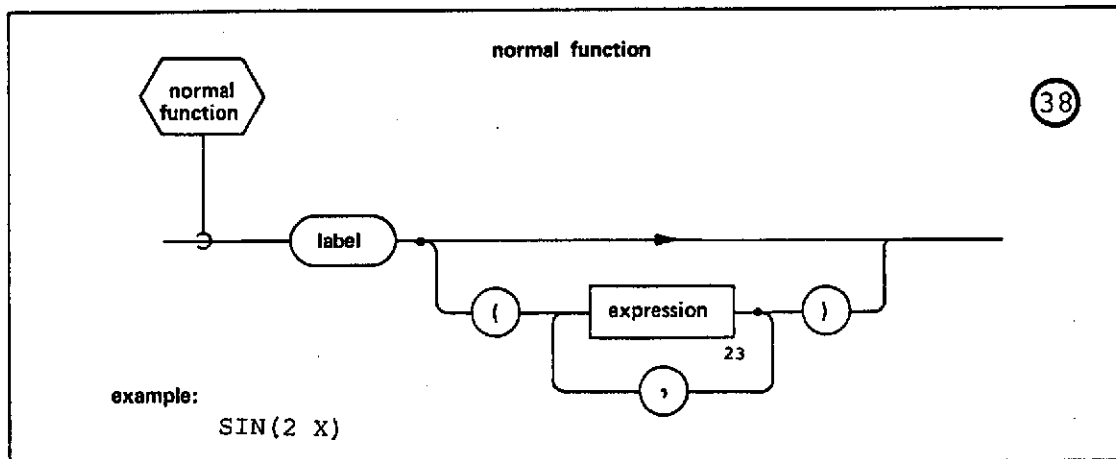 normal function
normal
function
38
label
(
expression
)
23
,
example:
SIN(2 X)